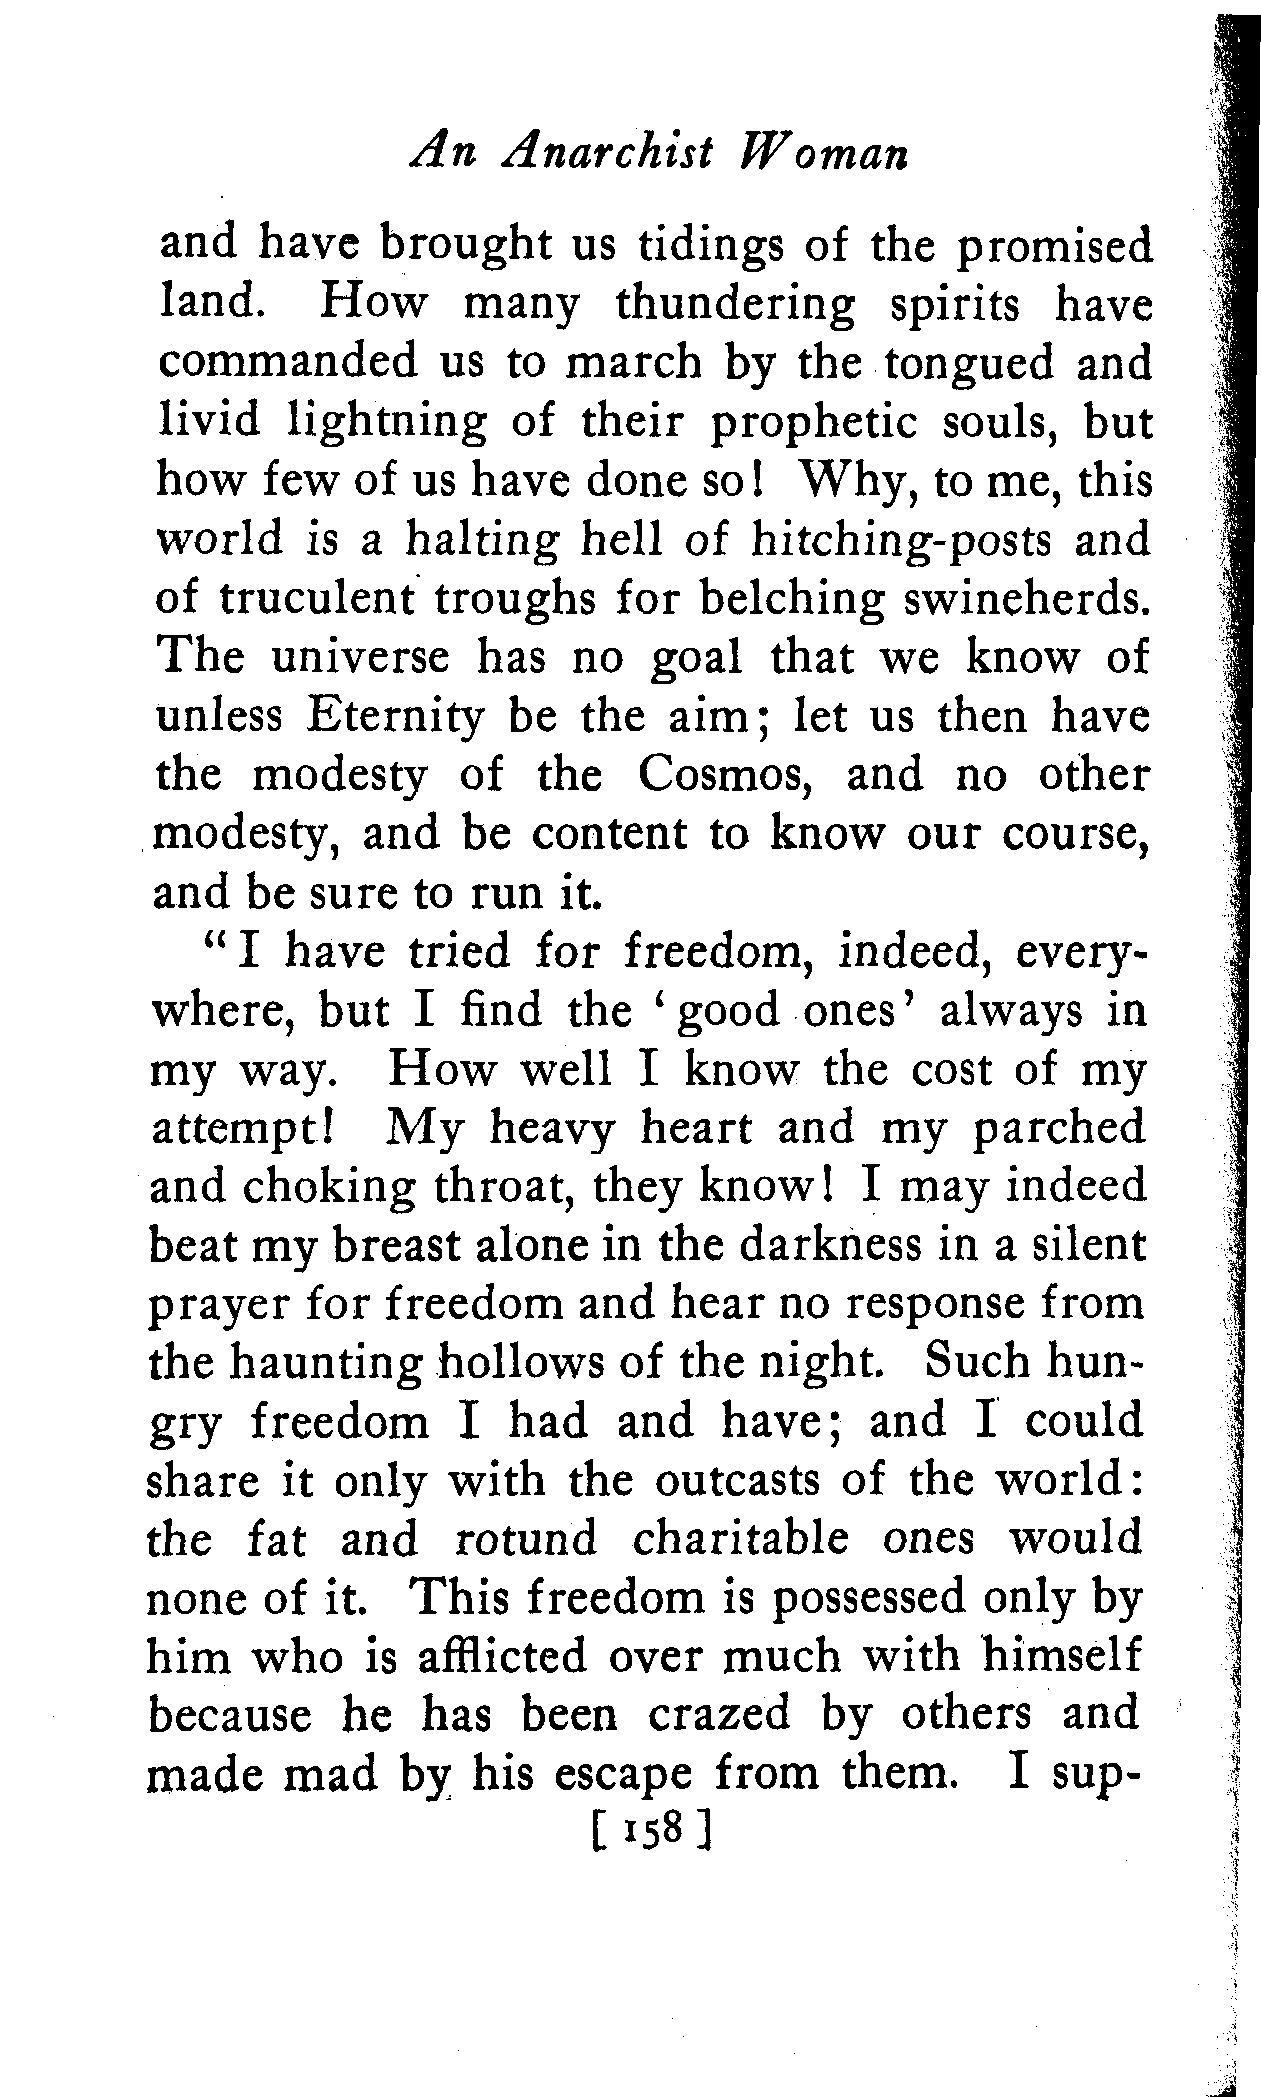 An Anarchist Woman
and have brought us tidings of the promised
land. How many thundering spirits have
commanded us to march by the tongued and
livid lightning of their prophetic souls, but
how few of us have done so! Why, to me, this
world is a halting hell of hitching-posts and
of truculent troughs for belching swineherds.
The universe has no goal that we know of
unless Eternity be the aim; let us then have
the modesty of the Cosmos, and no other
modesty, and be content to know our course,
and be sure to run it.
"I have tried for freedom, indeed, every-
where, but I find the 'good ones' always in
my way. How well I know the cost of my
attempt! My heavy heart and my parched
and choking throat, they know! I may indeed
beat my breast alone in the darkness in a silent
prayer for freedom and hear no response from
the haunting hollows of the night. Such hun-
gry freedom I had and have; and I could
share it only with the outcasts of the world:
the fat and rotund charitable ones would
none of it. This freedom is possessed only by
him who is afflicted over much with himself
because he has been crazed by others and
made mad by his escape from them. I sup-
[ 158 ]